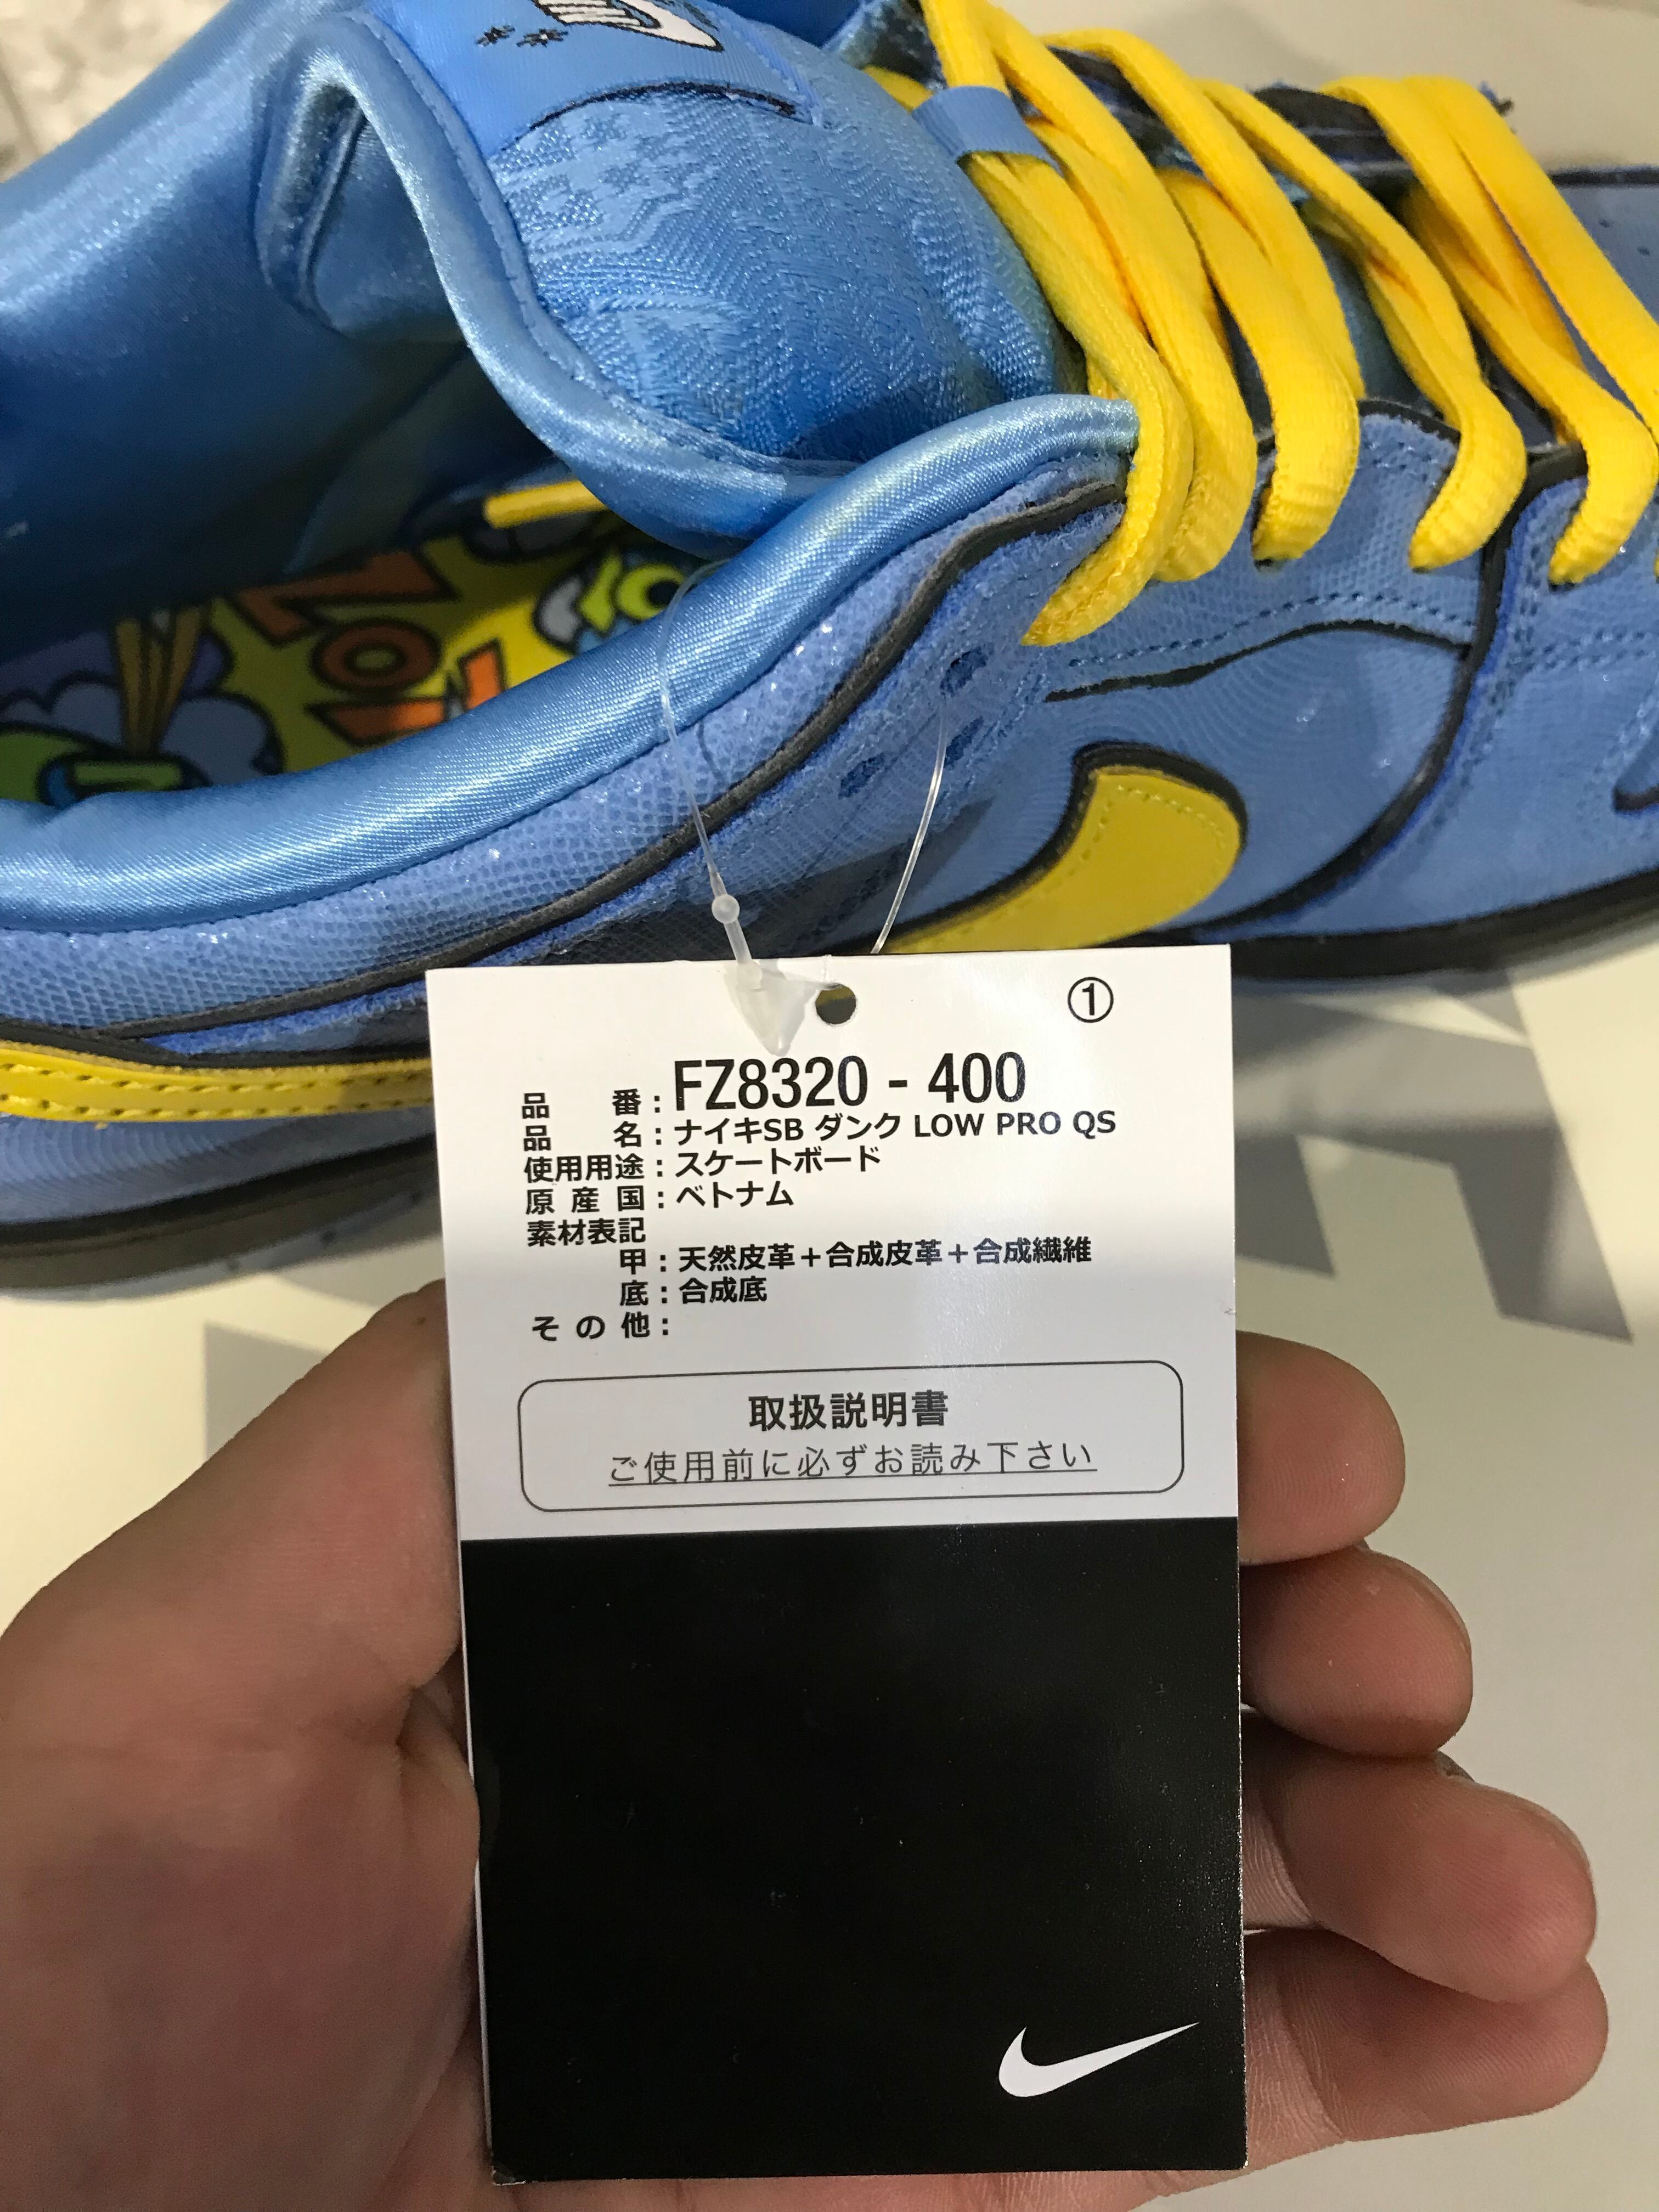 ①
品番：FZ8320 - 400
品名：ナイキSB ダンク LOW PRO QS
使用用途：スケートボード
原産国：ベトナム
素材表記
甲：天然皮革＋合成皮革＋合成繊維
底：合成底
その他：
取扱説明書
ご使用前に必ずお読み下さい